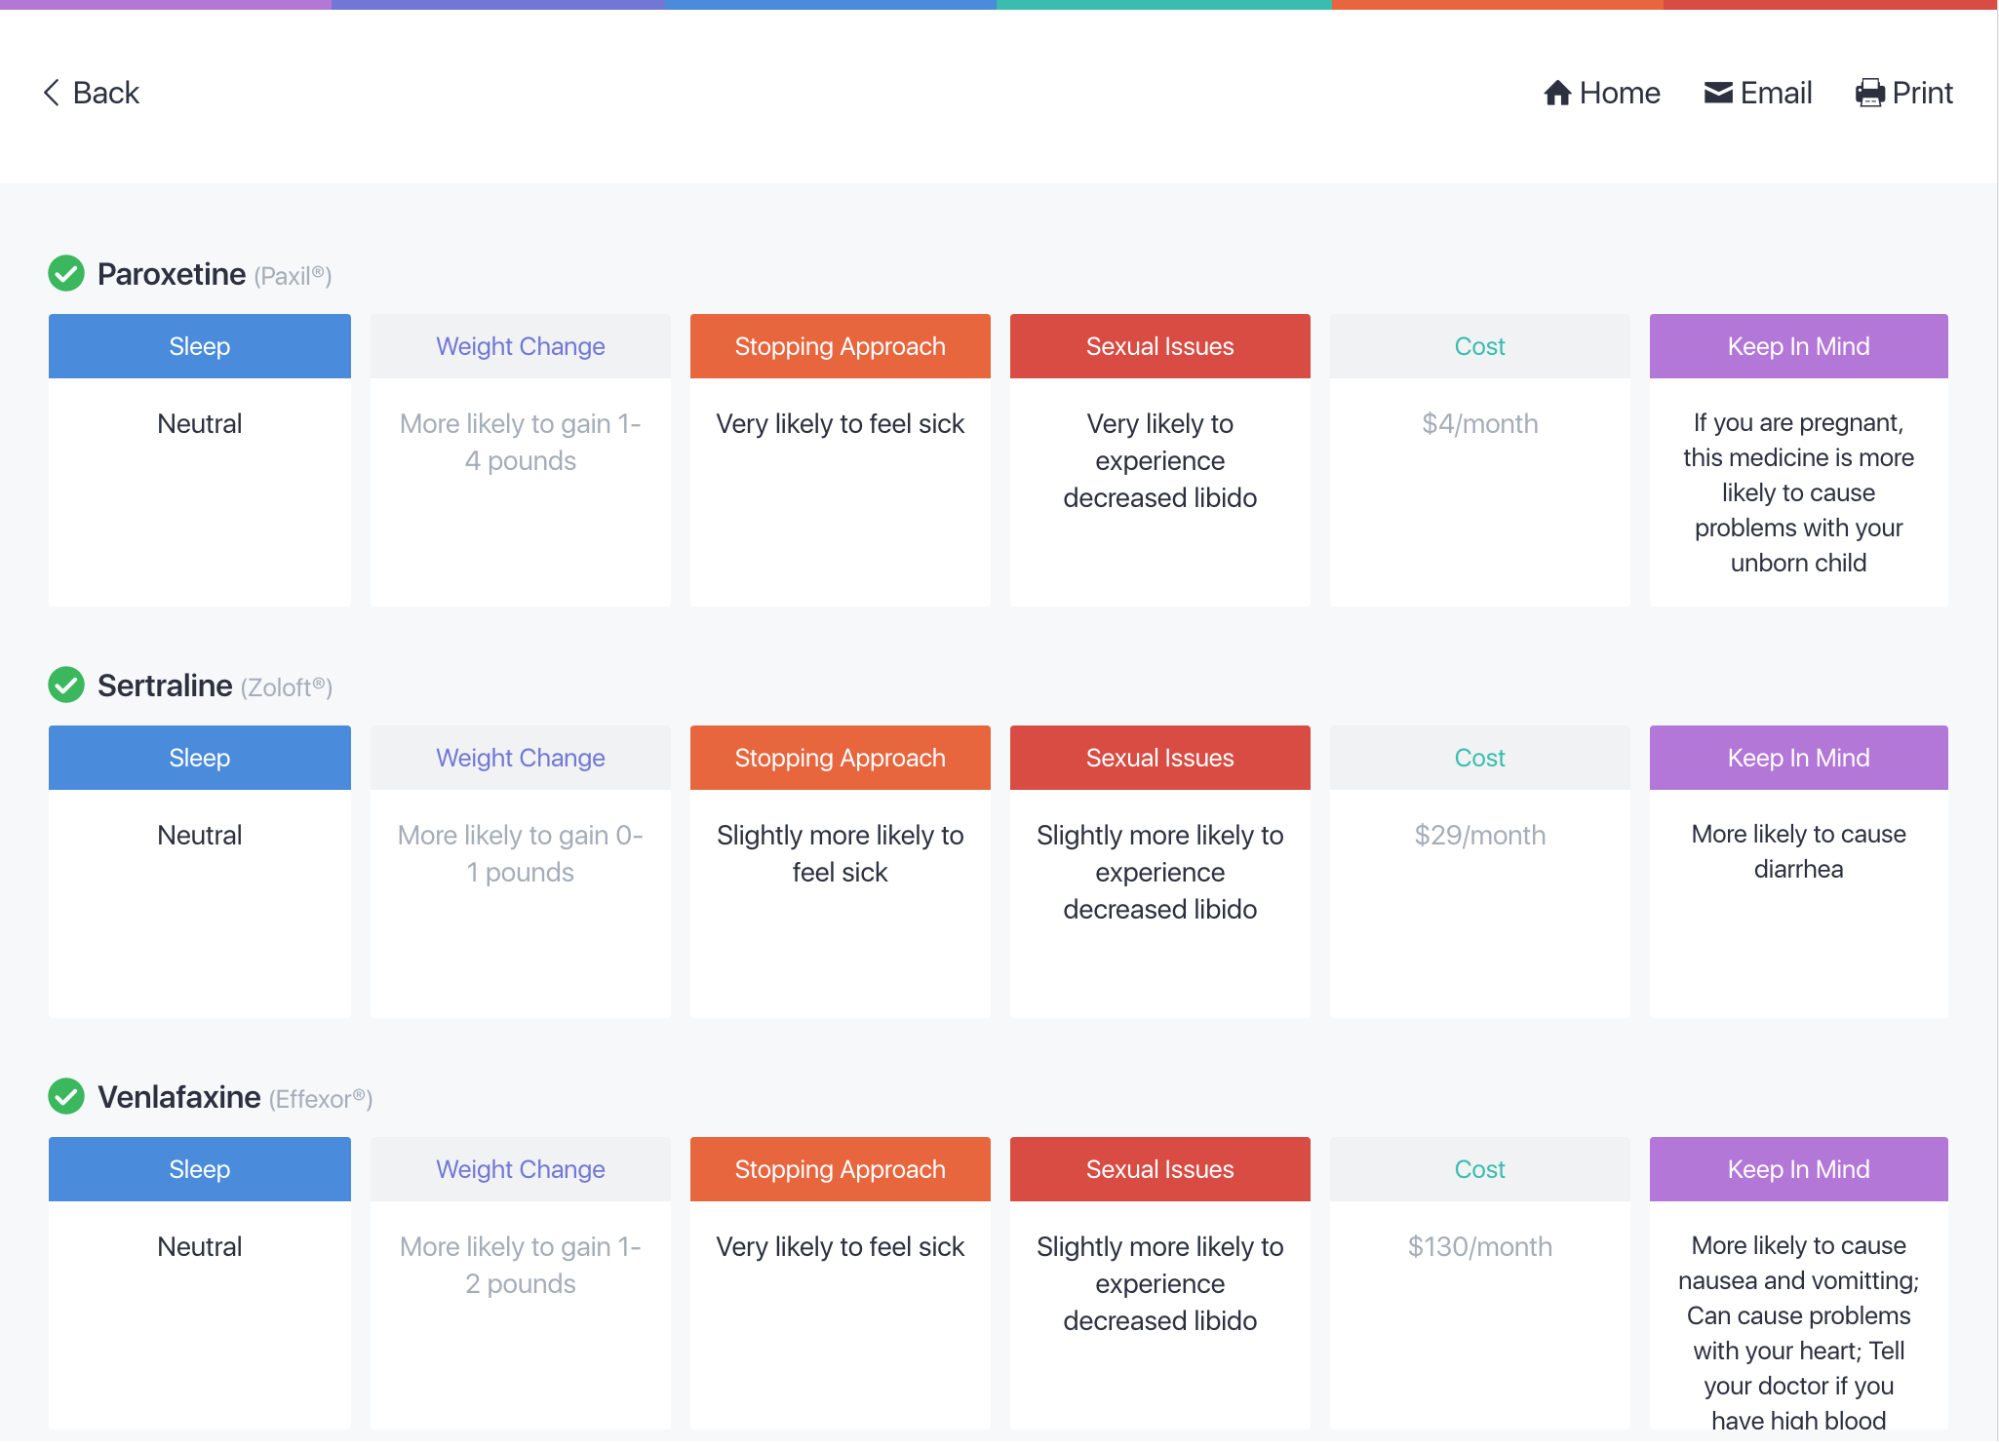 Back
Home Email Print
Paroxetine (Paxil®)
Sleep Weight Change Stopping Approach Sexual Issues Cost Keep In Mind
Neutral
More likely to gain 1-
4 pounds
Very likely to feel sick
Very likely to
experience
decreased libido
$4/month
If you are pregnant,
this medicine is more
likely to cause
problems with your
unborn child
Sertraline (Zoloft®)
Sleep Weight Change Stopping Approach Sexual Issues Cost Keep In Mind
Neutral
More likely to gain 0-
1 pounds
Slightly more likely to
feel sick
Slightly more likely to
experience
decreased libido
$29/month
More likely to cause
diarrhea
Venlafaxine (Effexor®)
Sleep Weight Change Stopping Approach Sexual Issues Cost Keep In Mind
Neutral
More likely to gain 1-
2 pounds
Very likely to feel sick
Slightly more likely to
experience
decreased libido
$130/month
More likely to cause
nausea and vomitting;
Can cause problems
with your heart; Tell
your doctor if you
have high blood